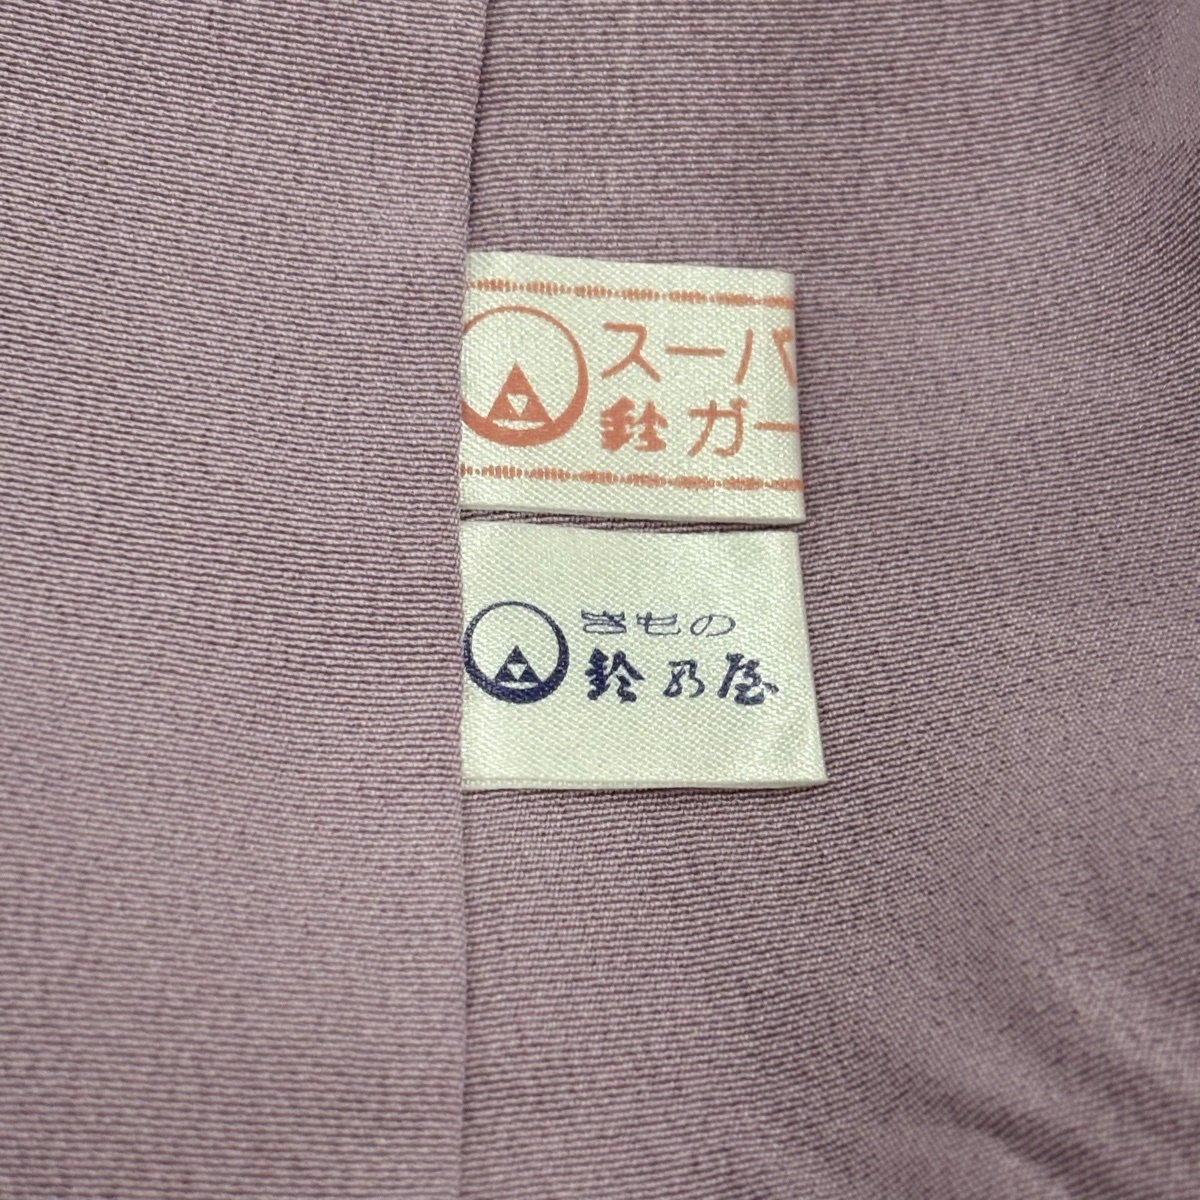 スーパ
鈴ガー
きもの
鈴乃屋